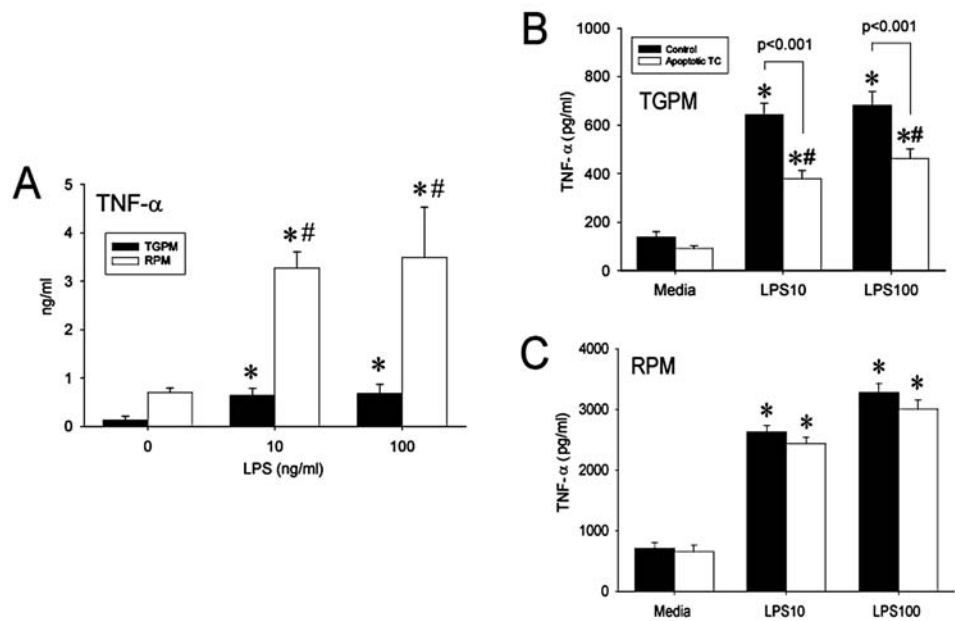 A
TNF-α
TGPM
RPM
ng/ml
5
4
3
2
1
0
*
*#
*
*#
0
10
100
LPS (ng/ml)
B
Control
Apoptotic TC
TGPM
p<0.001
p<0.001
TNF- α (pg/ml)
1000
800
600
400
200
0
*
*#
*
*#
Media
LPS10
LPS100
C
RPM
TNF-α (pg/ml)
4000
3000
2000
1000
0
*
*
*
*
Media
LPS10
LPS100